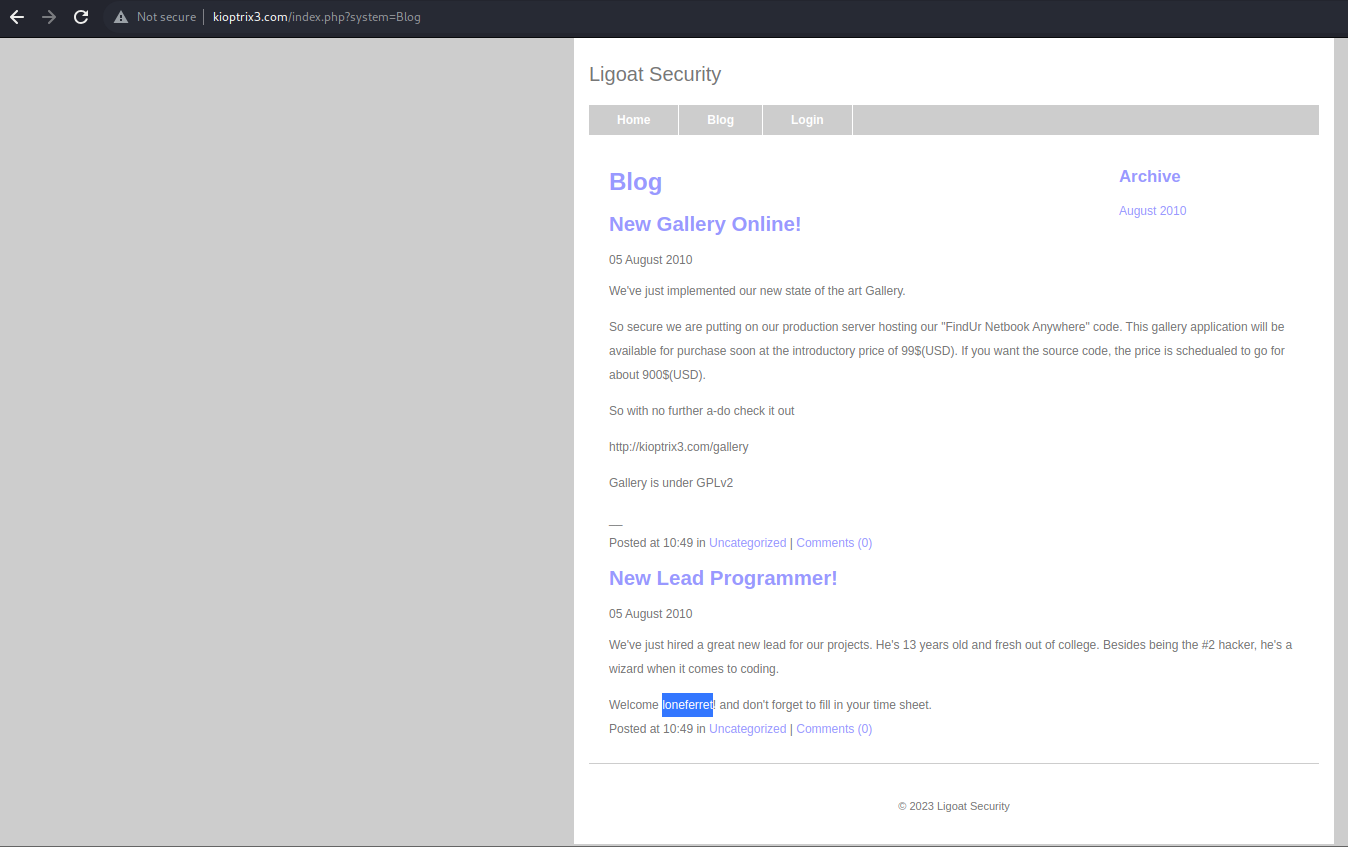 Not secure | kioptrix3.com/index.php?system=Blog
Ligoat Security
Home Blog Login
Blog
New Gallery Online!
05 August 2010
We've just implemented our new state of the art Gallery.
So secure we are putting on our production server hosting our "FindUr Netbook Anywhere" code. This gallery application will be
available for purchase soon at the introductory price of 99$(USD). If you want the source code, the price is schedualed to go for
about 900$(USD).
So with no further a-do check it out
http://kioptrix3.com/gallery
Gallery is under GPLv2
__
Posted at 10:49 in Uncategorized | Comments (0)
New Lead Programmer!
05 August 2010
We've just hired a great new lead for our projects. He's 13 years old and fresh out of college. Besides being the #2 hacker, he's a
wizard when it comes to coding.
Welcome loneferret! and don't forget to fill in your time sheet.
Posted at 10:49 in Uncategorized | Comments (0)
Archive
August 2010
© 2023 Ligoat Security